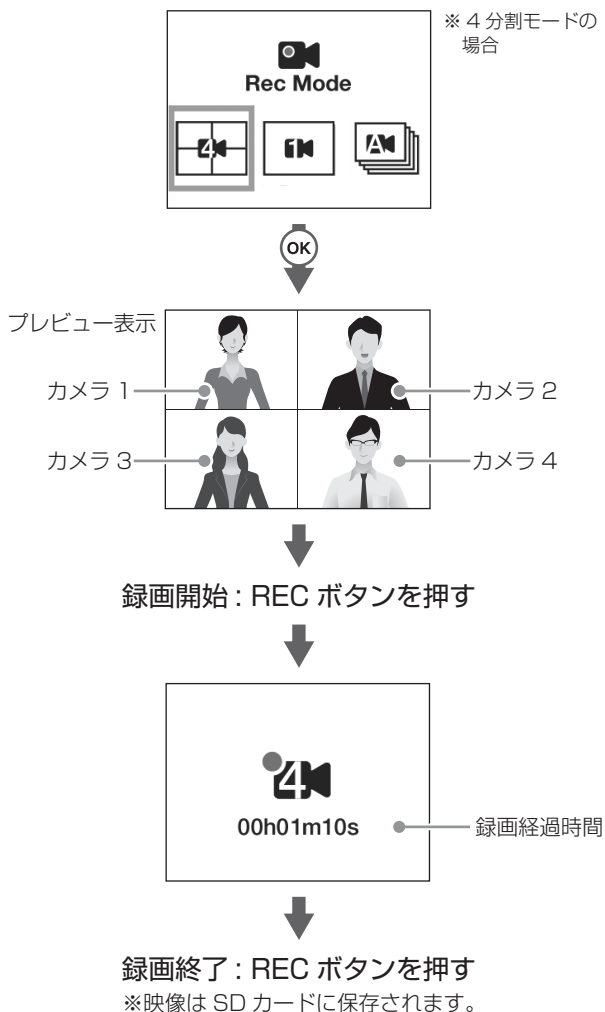 ※ 4 分割モードの
場合
Rec Mode
4
1
A
OK
プレビュー表示
カメラ 1
カメラ 2
カメラ 3
カメラ 4
録画開始 : REC ボタンを押す
4
00h01m10s
録画経過時間
録画終了 : REC ボタンを押す
※映像は SD カードに保存されます。